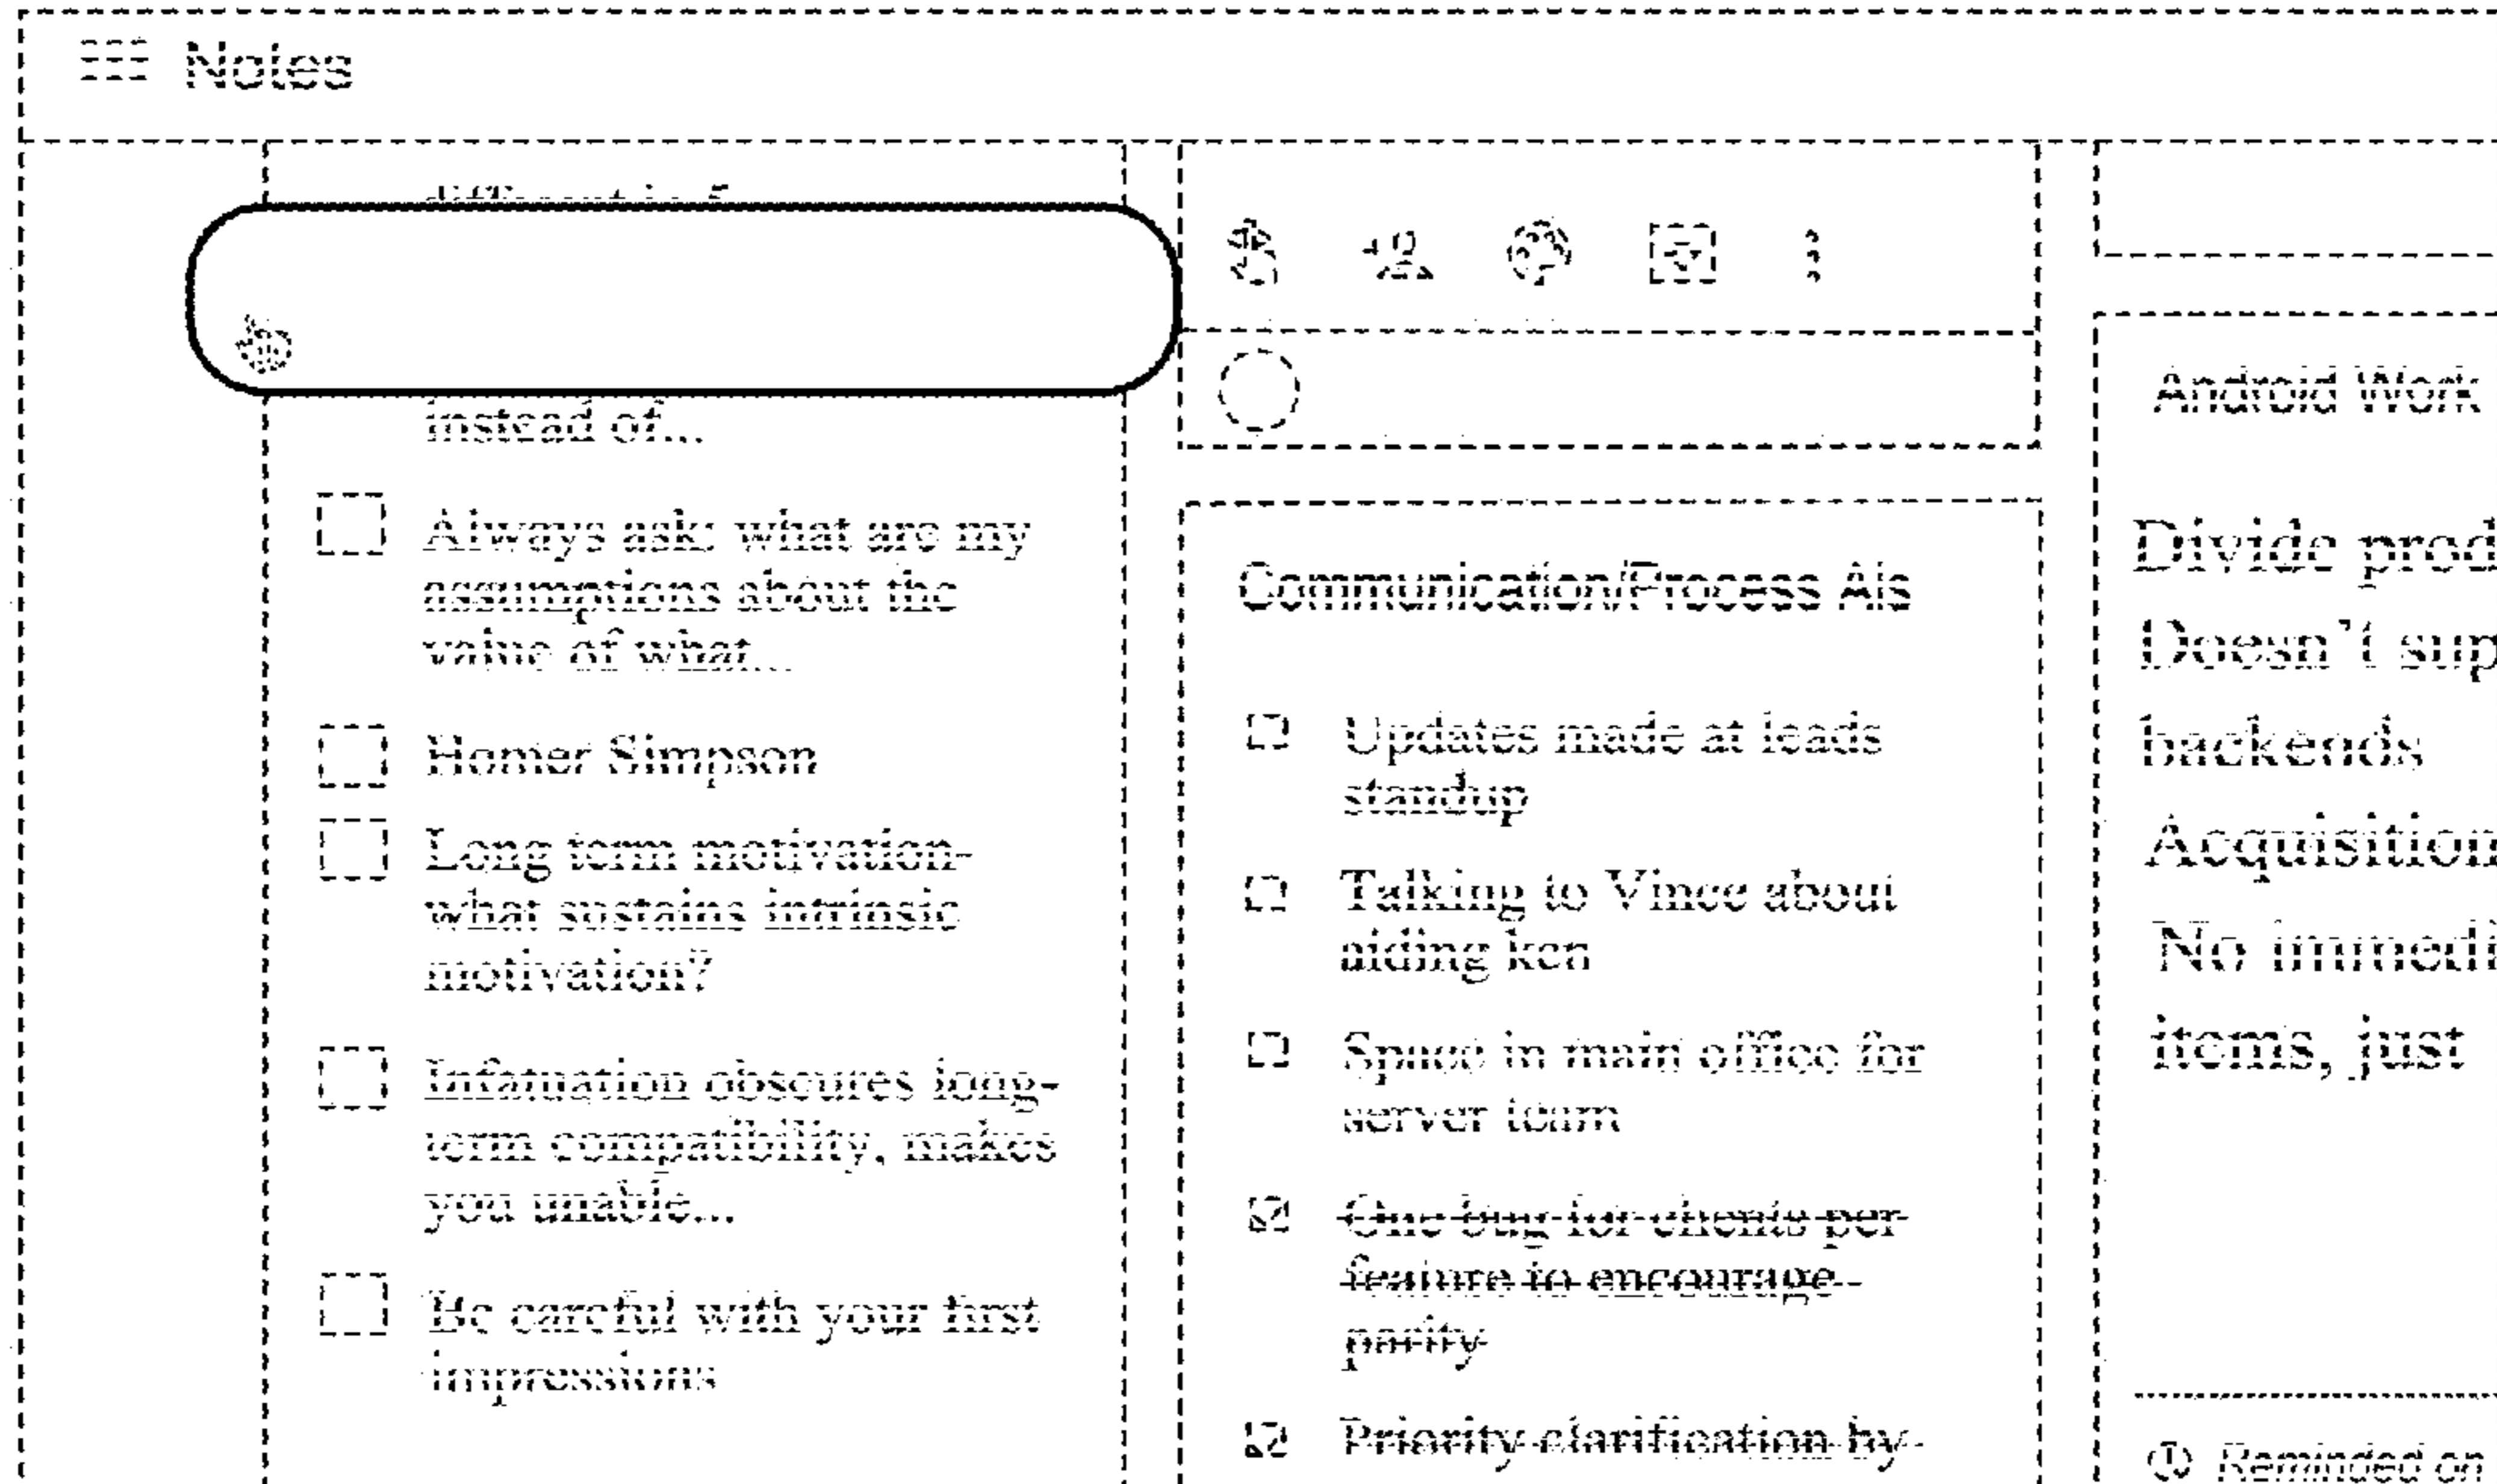 Notes
instead of...
Always ask: what are my
assumptions about the
value of what...
Homer Simpson
Long term motivation-
what sustains intrinsic
motivation?
Infatuation obscures long-
term compatibility, makes
you unable...
Be careful with your first
impressions
Communication/Process AIs
Updates made at leads
standup
Talking to Vince about
aiding ken
Space in main office for
server team
One bug for clients per
feature to encourage
parity
Priority clarification by
Android Work
Divide prod
Doesn't sup
backends
Acquisition
No immedi
items, just
Reminded on